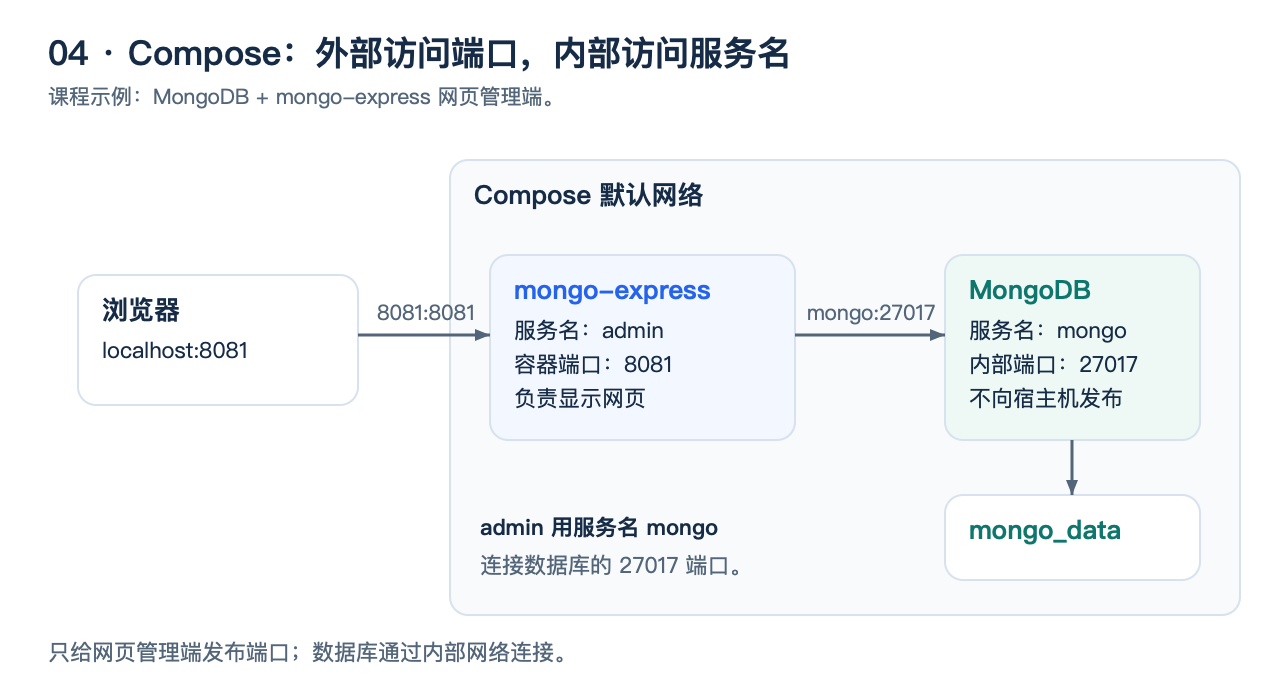 04 · Compose：外部访问端口，内部访问服务名
课程示例：MongoDB + mongo-express 网页管理端。
Compose 默认网络
浏览器
localhost:8081
8081:8081
mongo-express
服务名：admin
容器端口：8081
负责显示网页
mongo:27017
MongoDB
服务名：mongo
内部端口：27017
不向宿主机发布
mongo_data
admin 用服务名 mongo
连接数据库的 27017 端口。
只给网页管理端发布端口；数据库通过内部网络连接。